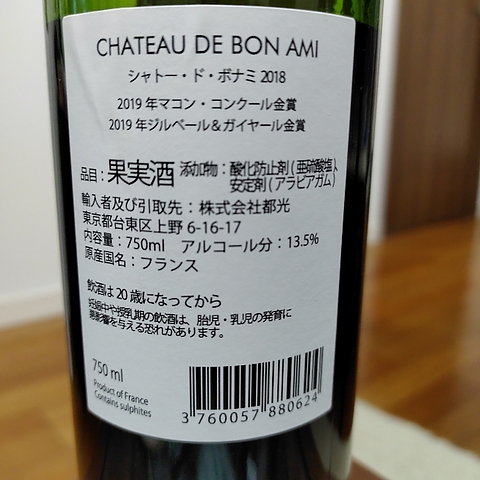 CHATEAU DE BON AMI
シャトー・ド・ボナミ 2018
2019 年マコン・コンクール金賞
2019 年ジルベール＆ガイヤール金賞
品目：果実酒 添加物：酸化防止剤 ( 亜硫酸塩 )、
安定剤 ( アラビアガム )
輸入者及び引取先：株式会社都光
東京都台東区上野 6-16-17
内容量：750ml アルコール分：13.5%
原産国名：フランス
飲酒は 20 歳になってから
妊娠中や授乳期の飲酒は、胎児・乳児の発育に
悪影響を与える恐れがあります。
750 ml
Product of France
Contains sulphites
3 760057 880624